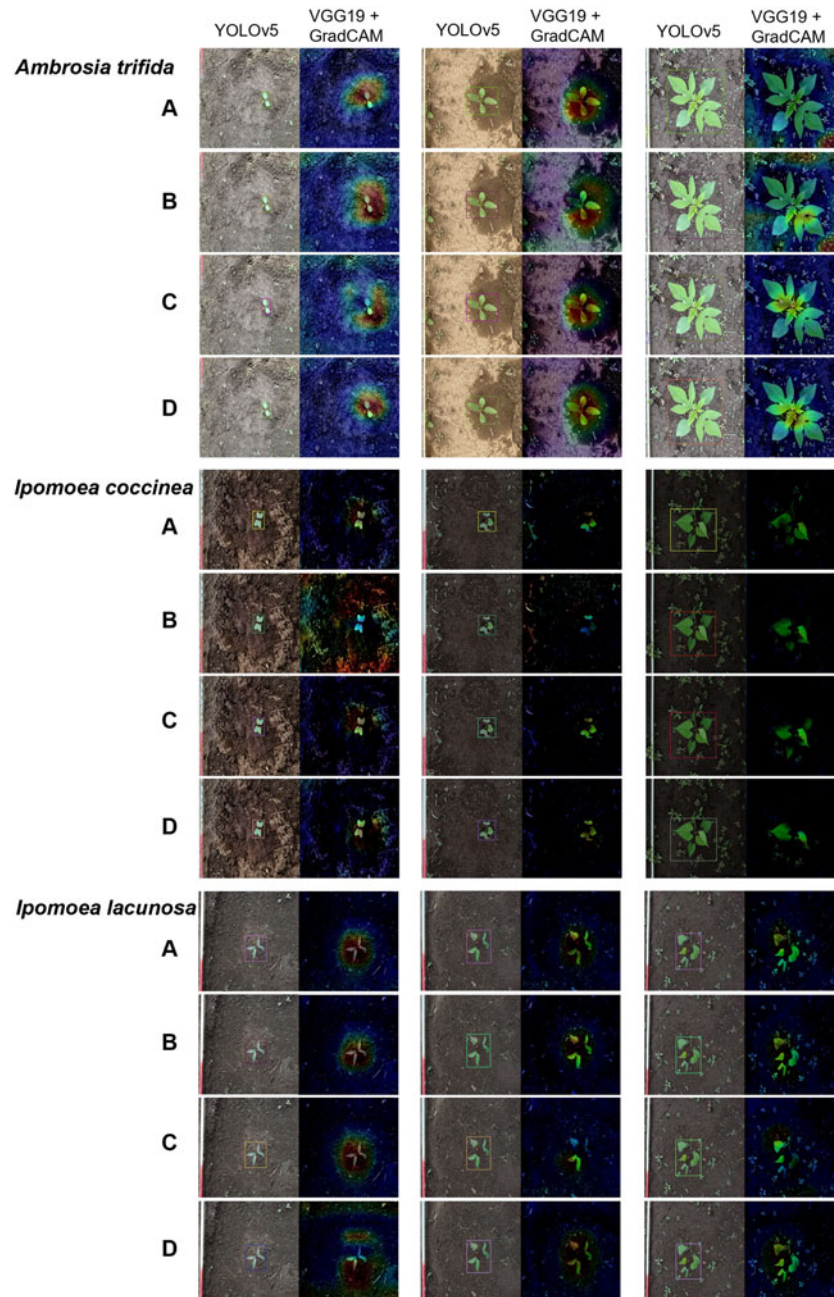 YOLOv5 VGG19 + GradCAM YOLOv5 VGG19 + GradCAM YOLOv5 VGG19 + GradCAM
Ambrosia trifida
A
B
C
D
Ipomoea coccinea
A
B
C
D
Ipomoea lacunosa
A
B
C
D